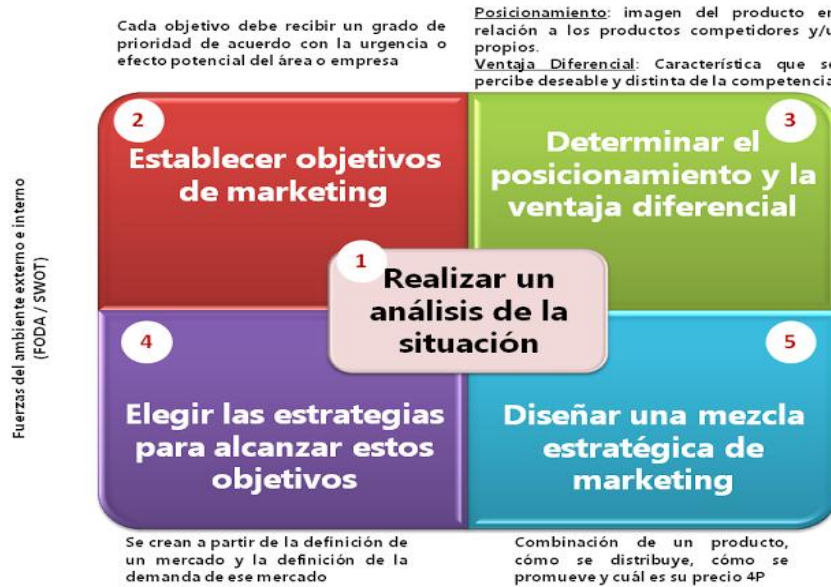 Cada objetivo debe recibir un grado de
prioridad de acuerdo con la urgencia o
efecto potencial del área o empresa
Posicionamiento: imagen del producto en
relación a los productos competidores y/u
propios.
Ventaja Diferencial: Característica que se
percibe deseable y distinta de la competencia
2
Establecer objetivos
de marketing
3
Determinar el
posicionamiento y la
ventaja diferencial
1
Realizar un
análisis de la
situación
Fuerzas del ambiente externo e interno
(FODA / SWOT)
4
Elegir las estrategias
para alcanzar estos
objetivos
5
Diseñar una mezcla
estratégica de
marketing
Se crean a partir de la definición de
un mercado y la definición de la
demanda de ese mercado
Combinación de un producto,
cómo se distribuye, cómo se
promueve y cuál es su precio 4P